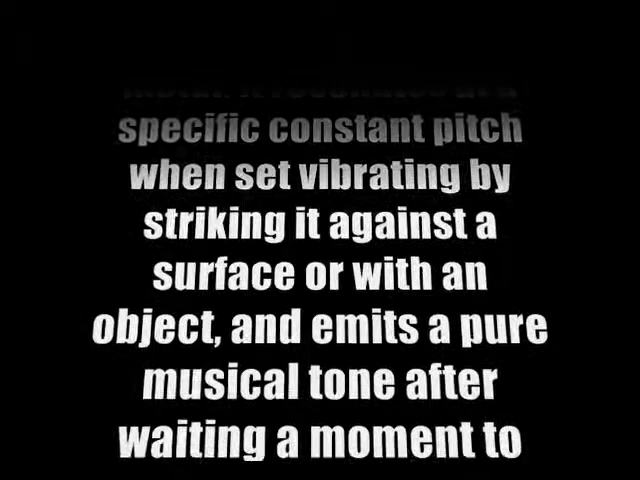 specific constant pitch
when set vibrating by
striking it against a
surface or with an
object, and emits a pure
musical tone after
waiting a moment to